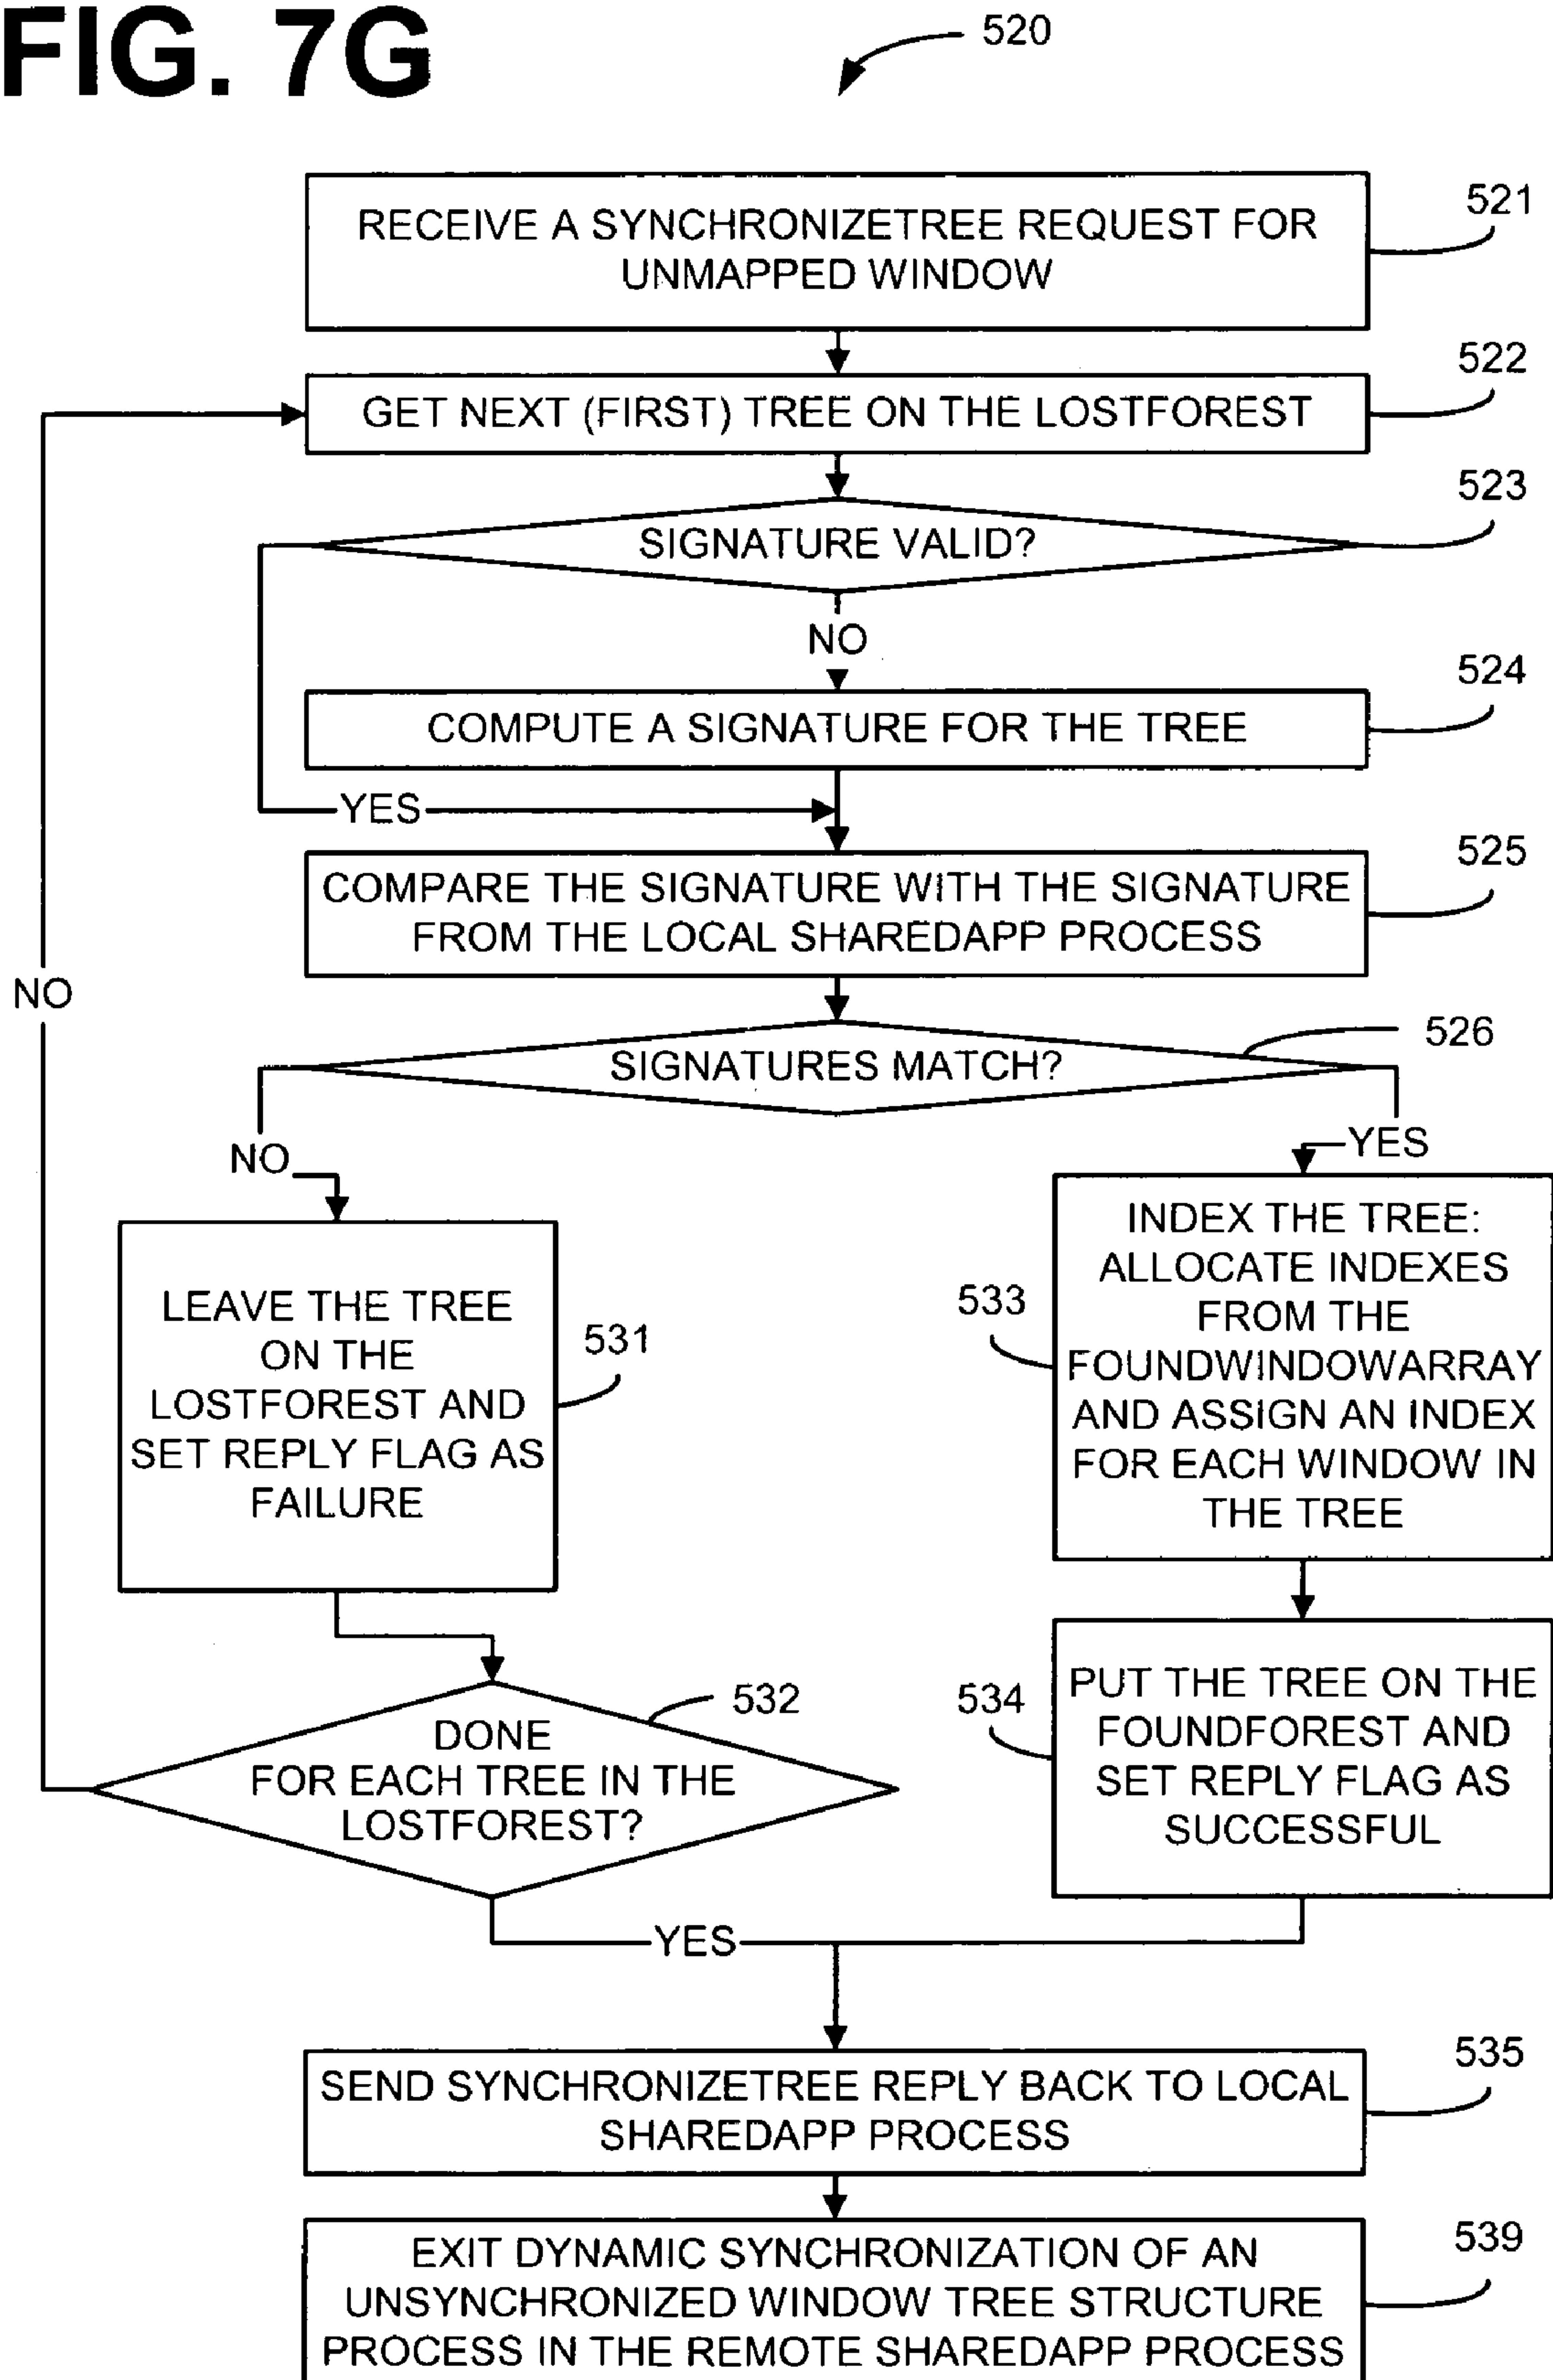 FIG. 7G
520
RECEIVE A SYNCHRONIZETREE REQUEST FOR
UNMAPPED WINDOW
521
GET NEXT (FIRST) TREE ON THE LOSTFOREST
522
SIGNATURE VALID?
523
NO
COMPUTE A SIGNATURE FOR THE TREE
524
YES
COMPARE THE SIGNATURE WITH THE SIGNATURE
FROM THE LOCAL SHAREDAPP PROCESS
525
NO
SIGNATURES MATCH?
526
NO
YES
LEAVE THE TREE
ON THE
LOSTFOREST AND
SET REPLY FLAG AS
FAILURE
531
INDEX THE TREE:
ALLOCATE INDEXES
FROM THE
FOUNDWINDOWARRAY
AND ASSIGN AN INDEX
FOR EACH WINDOW IN
THE TREE
533
DONE
FOR EACH TREE IN THE
LOSTFOREST?
532
PUT THE TREE ON THE
FOUNDFOREST AND
SET REPLY FLAG AS
SUCCESSFUL
534
YES
SEND SYNCHRONIZETREE REPLY BACK TO LOCAL
SHAREDAPP PROCESS
535
EXIT DYNAMIC SYNCHRONIZATION OF AN
UNSYNCHRONIZED WINDOW TREE STRUCTURE
PROCESS IN THE REMOTE SHAREDAPP PROCESS
539